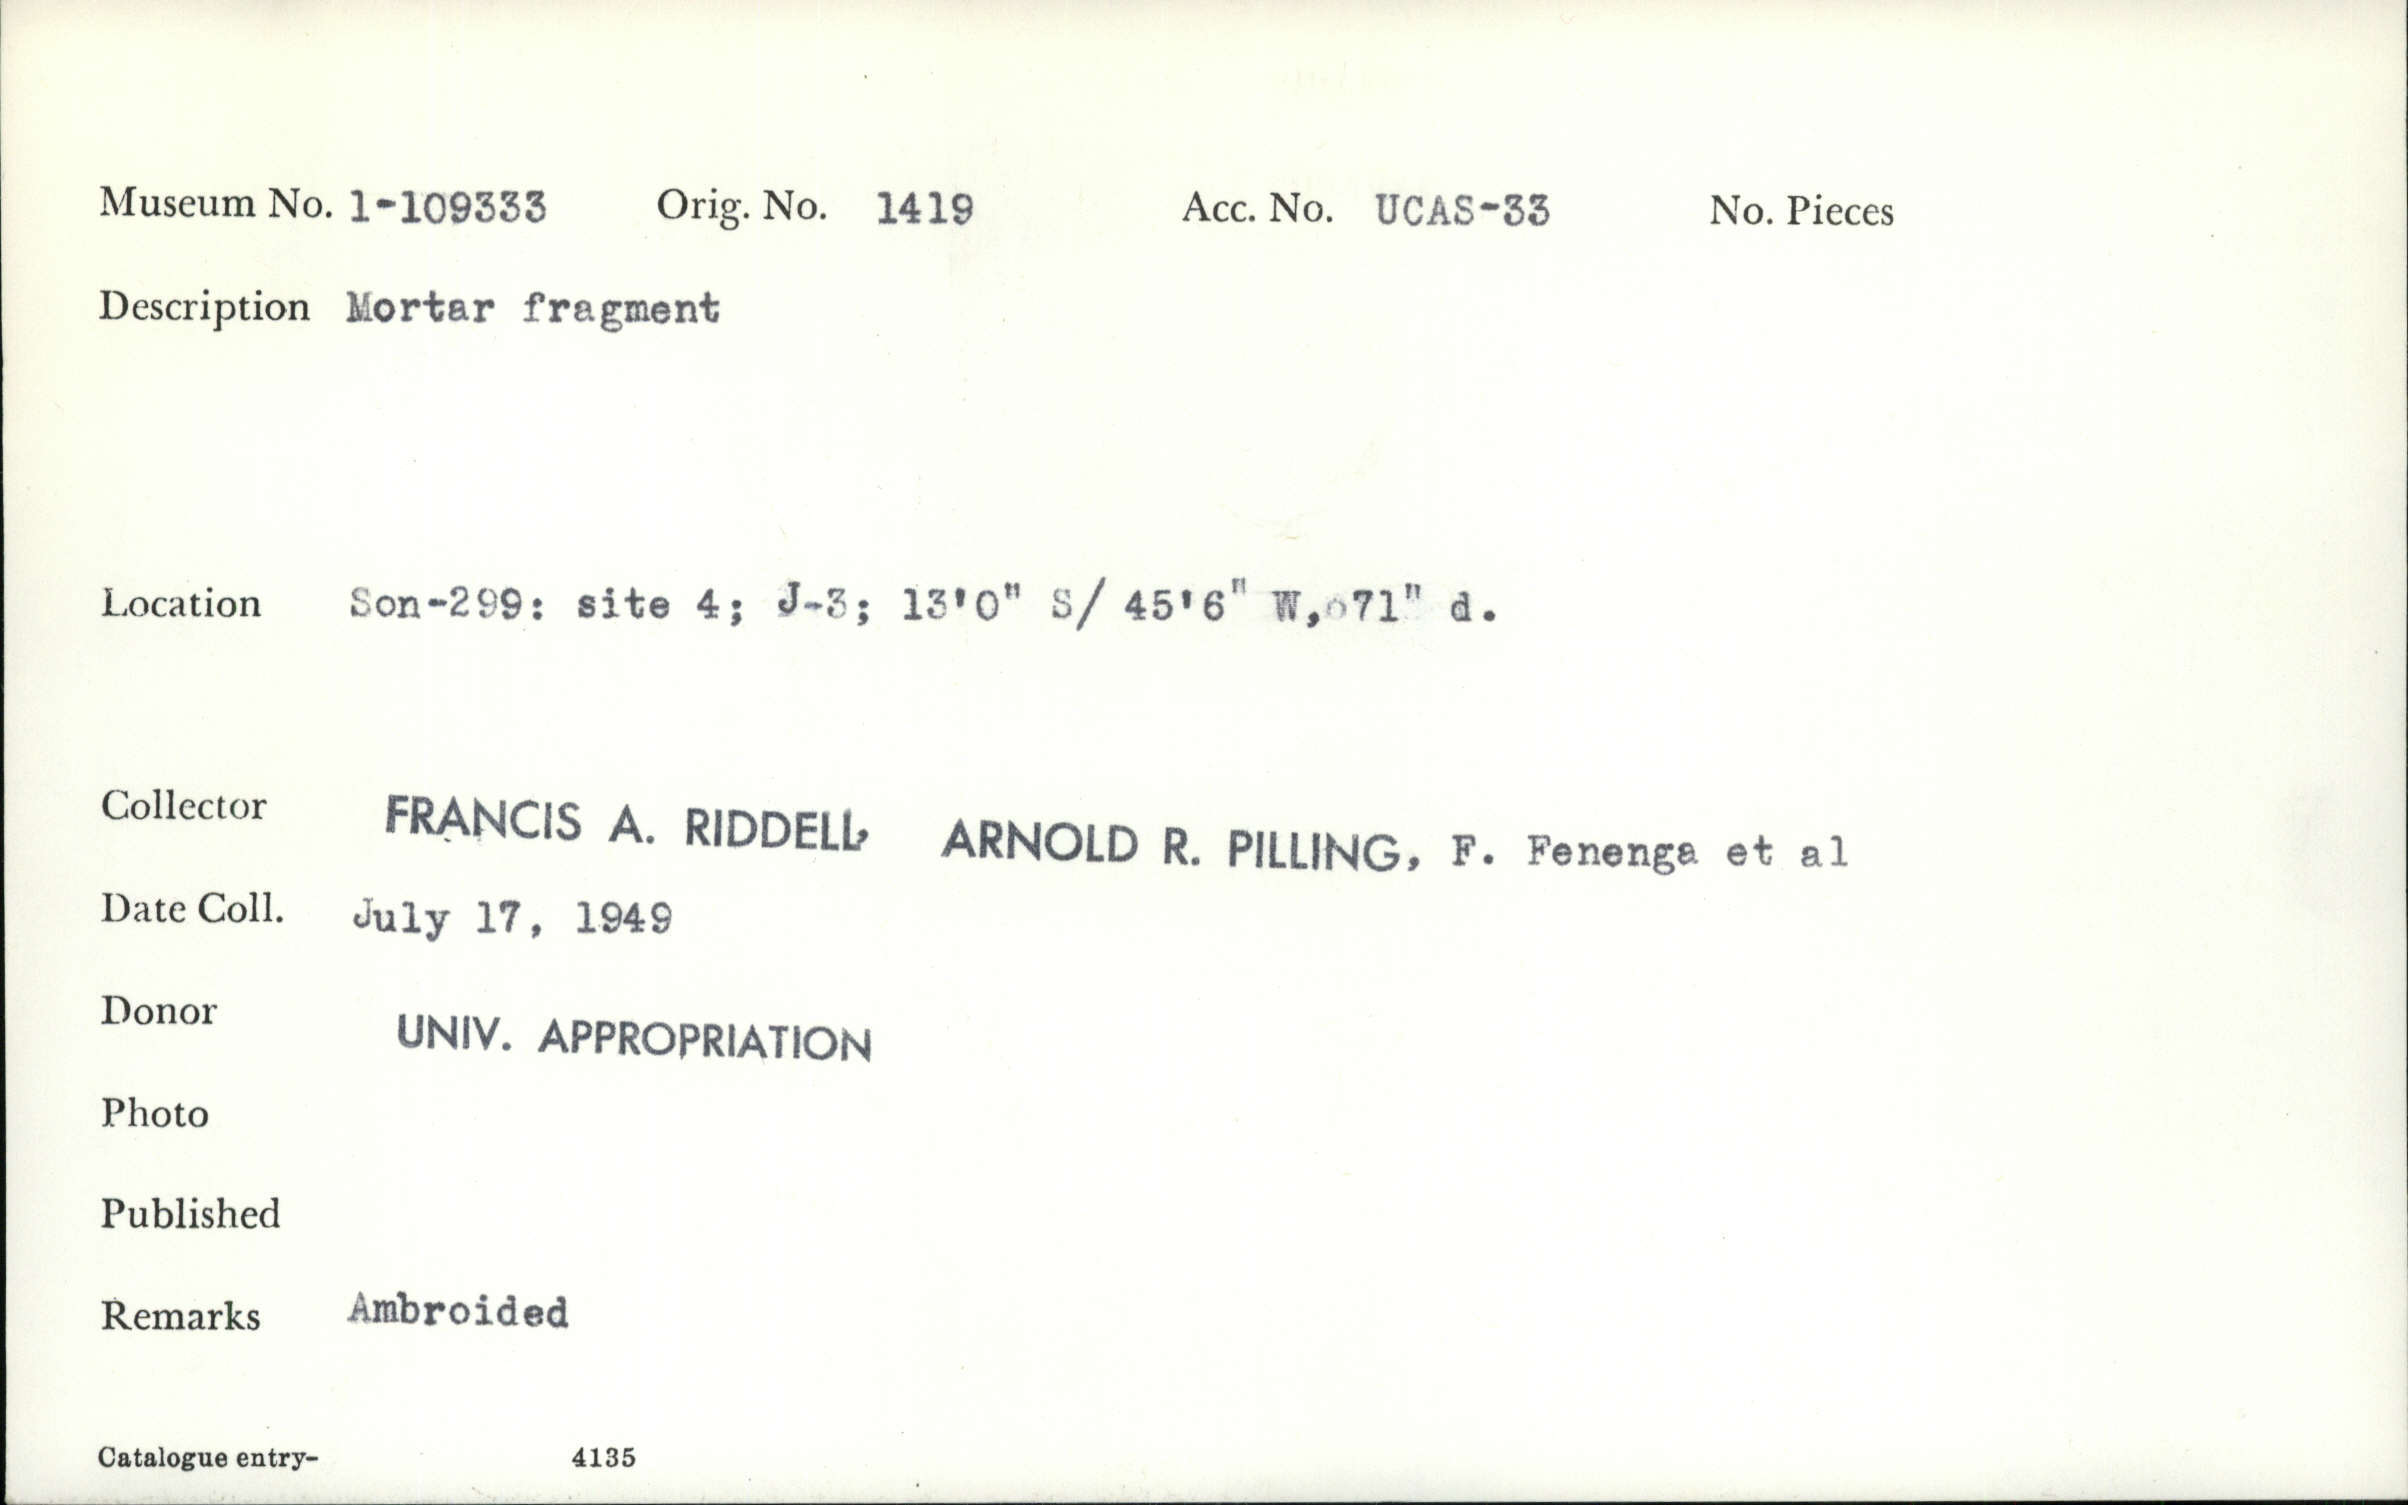 Museum No. 1-109333 Orig. No. 1419 Acc. No. UCAS-33 No. Pieces
Description Mortar fragment
Location Son-299: site 4; J-3; 13'0" S/ 45'6" W, 71" d.
Collector FRANCIS A. RIDDELL, ARNOLD R. PILLING, F. Fenenga et al
Date Coll. July 17, 1949
Donor UNIV. APPROPRIATION
Photo
Published
Remarks Ambroided
Catalogue entry- 4135